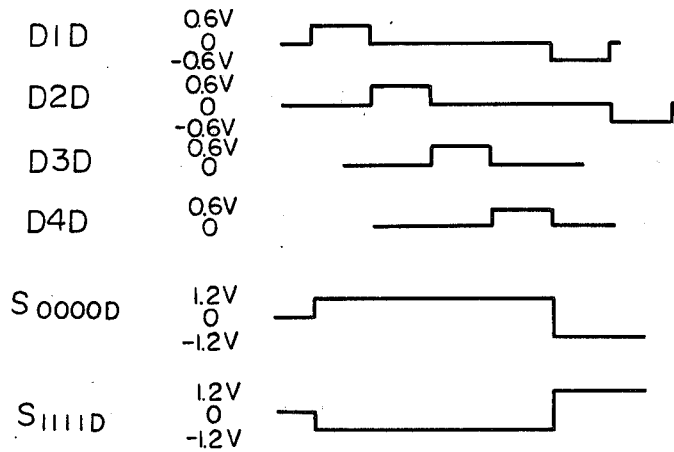 D1D 0.6V
0
-0.6V
D2D 0.6V
0
-0.6V
D3D 0.6V
0
D4D 0.6V
0
S0000D 1.2V
0
-1.2V
S1111D 1.2V
0
-1.2V